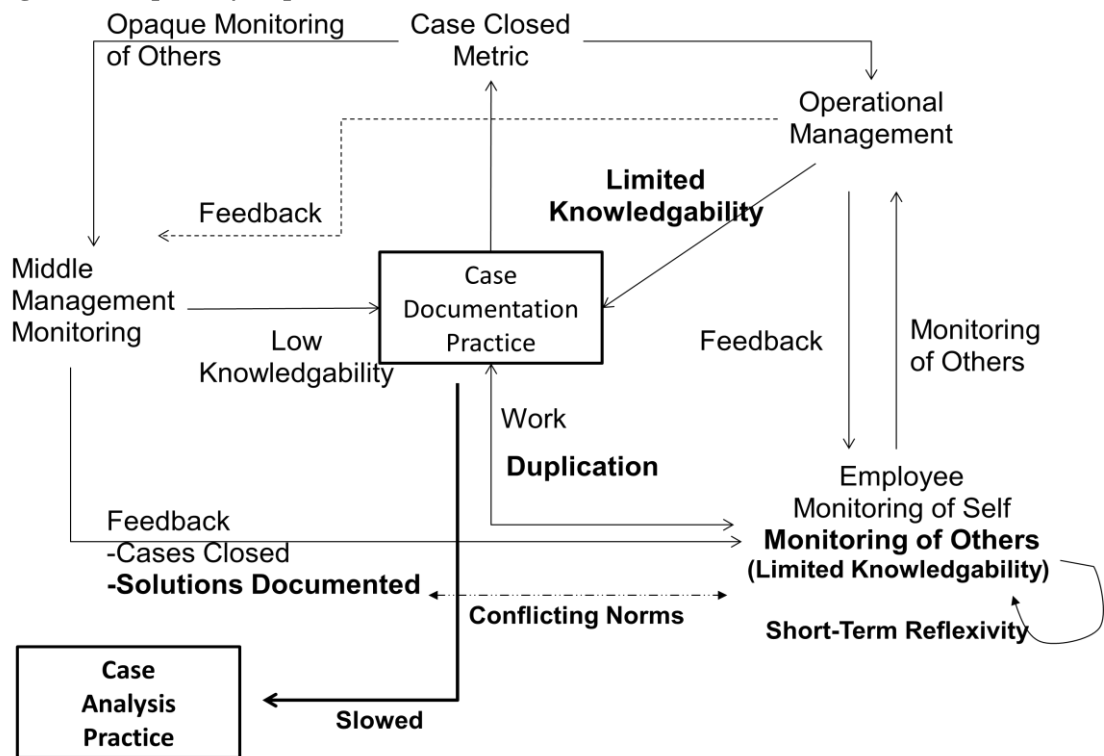 Opaque Monitoring
of Others
Case Closed
Metric
Operational
Management
Limited
Knowledgability
Feedback
Middle
Management
Monitoring
Case
Documentation
Practice
Low
Knowledgability
Feedback
Monitoring
of Others
Work
Duplication
Employee
Monitoring of Self
Monitoring of Others
(Limited Knowledgability)
Feedback
-Cases Closed
-Solutions Documented
Conflicting Norms
Short-Term Reflexivity
Case
Analysis
Practice
Slowed